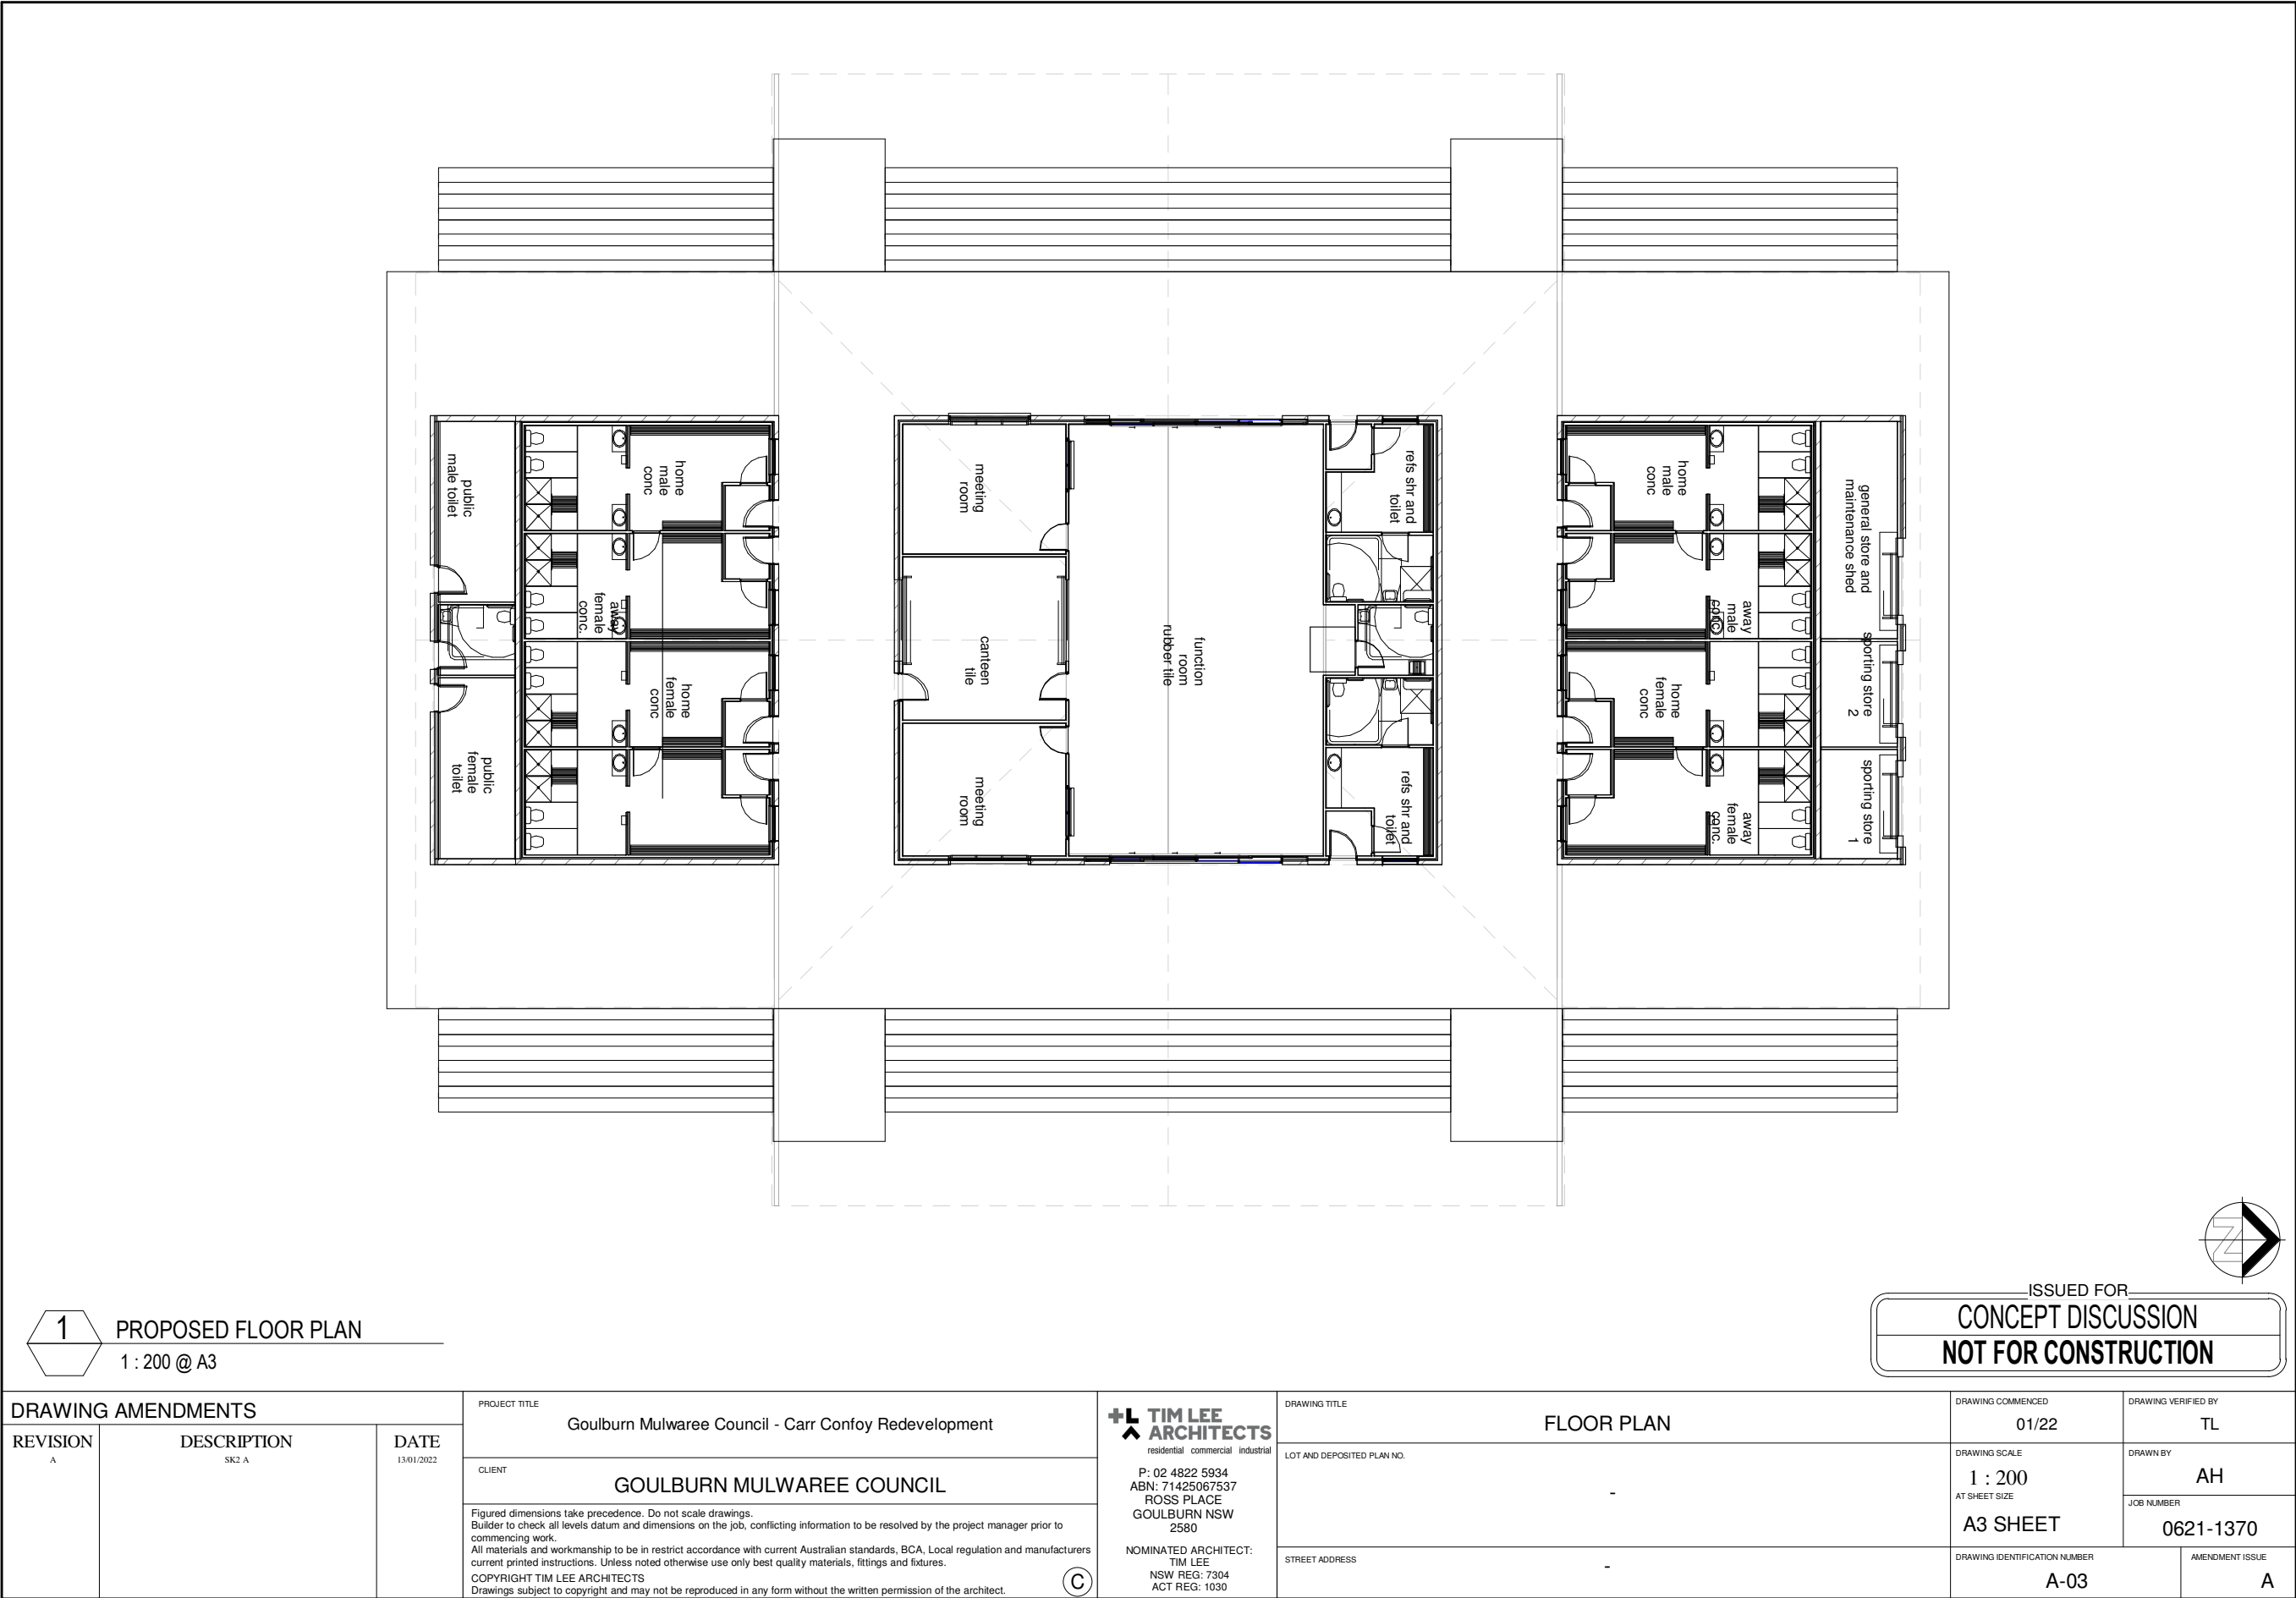 public
male toilet
public
female
toilet
home
male
conc
away
female
conc.
home
female
conc
meeting
room
canteen
tile
meeting
room
function
room
rubber tile
refs shr and
toilet
refs shr and
toilet
home
male
conc
away
male
conc.
home
female
conc
away
female
conc.
general store and
maintenance shed
sporting store
2
sporting store
1
N
1
PROPOSED FLOOR PLAN
1 : 200 @ A3
ISSUED FOR
CONCEPT DISCUSSION
NOT FOR CONSTRUCTION
DRAWING AMENDMENTS
REVISION DESCRIPTION DATE
A SK2 A 13/01/2022
PROJECT TITLE
Goulburn Mulwaree Council - Carr Confoy Redevelopment
CLIENT
GOULBURN MULWAREE COUNCIL
Figured dimensions take precedence. Do not scale drawings.
Builder to check all levels datum and dimensions on the job, conflicting information to be resolved by the project manager prior to
commencing work.
All materials and workmanship to be in restrict accordance with current Australian standards, BCA, Local regulation and manufacturers
current printed instructions. Unless noted otherwise use only best quality materials, fittings and fixtures.
COPYRIGHT TIM LEE ARCHITECTS
Drawings subject to copyright and may not be reproduced in any form without the written permission of the architect.
C
+L TIM LEE
ARCHITECTS
residential commercial industrial
P: 02 4822 5934
ABN: 71425067537
ROSS PLACE
GOULBURN NSW
2580
NOMINATED ARCHITECT:
TIM LEE
NSW REG: 7304
ACT REG: 1030
DRAWING TITLE
FLOOR PLAN
LOT AND DEPOSITED PLAN NO.
-
STREET ADDRESS
-
DRAWING COMMENCED
01/22
DRAWING VERIFIED BY
TL
DRAWING SCALE
1 : 200
AT SHEET SIZE
A3 SHEET
DRAWN BY
AH
JOB NUMBER
0621-1370
DRAWING IDENTIFICATION NUMBER
A-03
AMENDMENT ISSUE
A